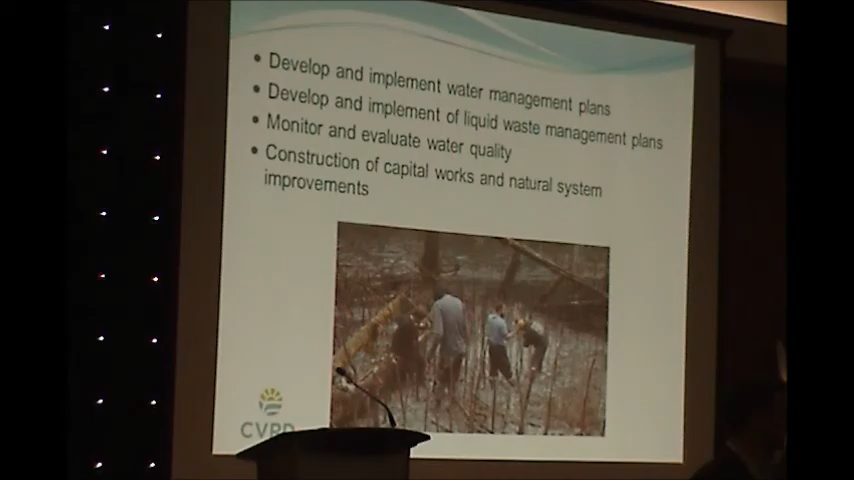 • Develop and implement water management plans
• Develop and implement of liquid waste management plans
• Monitor and evaluate water quality
• Construction of capital works and natural system
improvements
CVRD